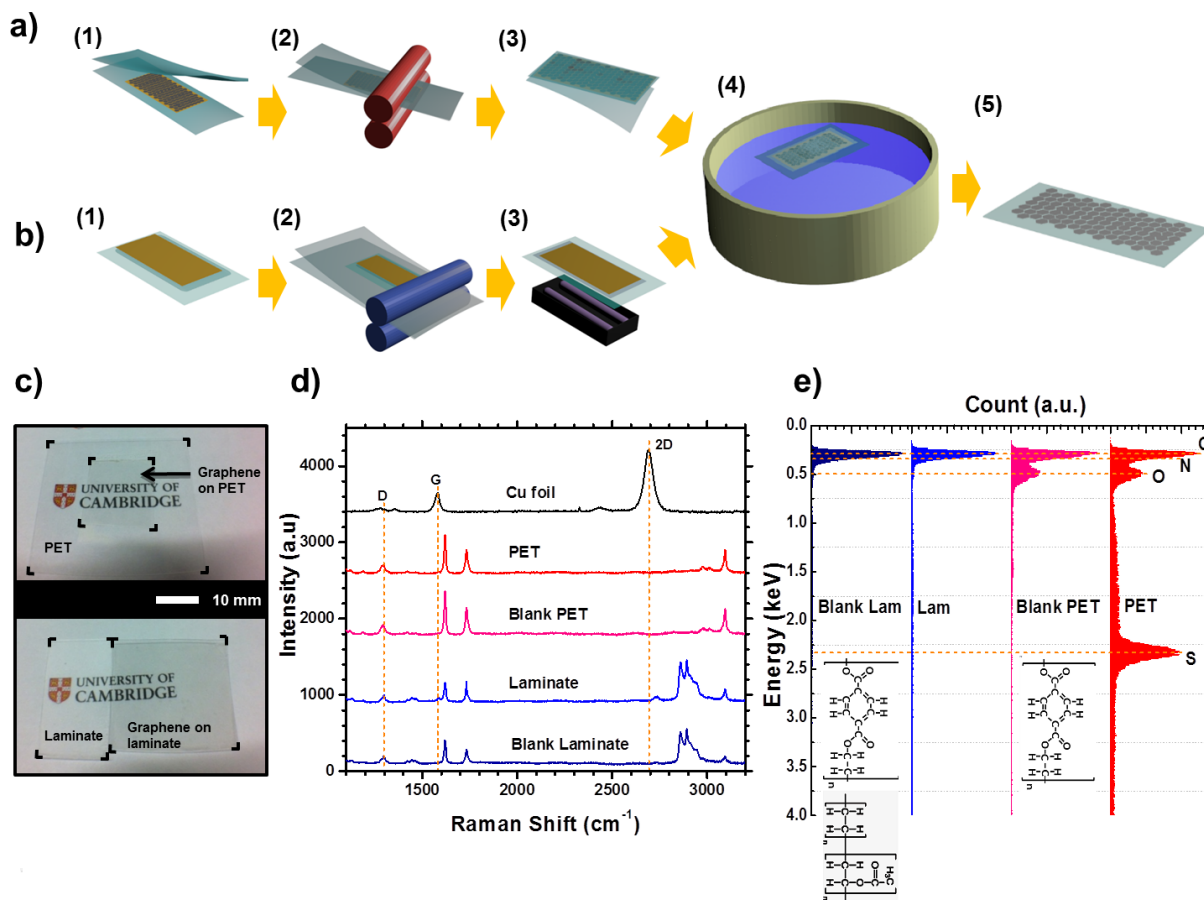 a)
(1)
(2)
(3)
(4)
(5)
b)
(1)
(2)
(3)
c)
Graphene
on PET
UNIVERSITY OF
CAMBRIDGE
PET
10 mm
UNIVERSITY OF
CAMBRIDGE
Laminate
Graphene on
laminate
d)
2D
G
D
Cu foil
PET
Blank PET
Laminate
Blank Laminate
4000
3000
2000
1000
0
Intensity (a.u)
1500 2000 2500 3000
Raman Shift (cm⁻¹)
e)
Count (a.u.)
0.0
0.5
1.0
1.5
2.0
2.5
3.0
3.5
4.0
Energy (keV)
C
N
O
S
Blank Lam
Lam
Blank PET
PET